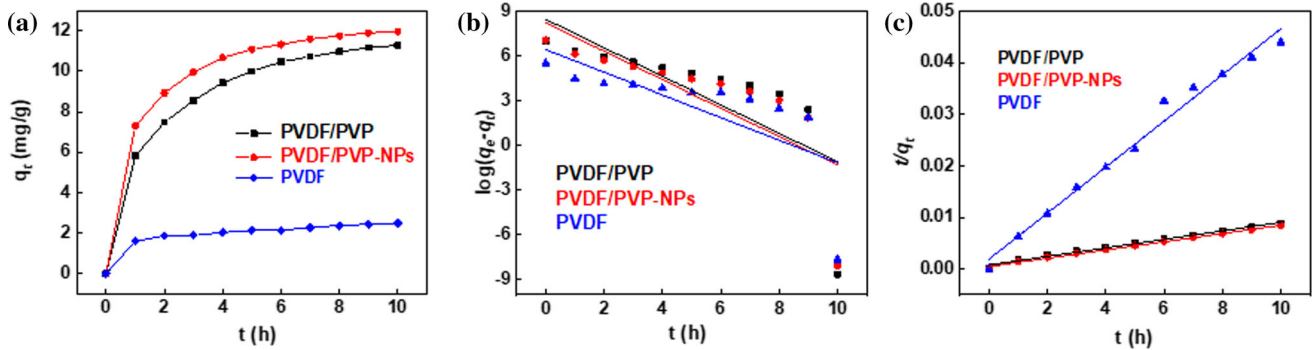 (a)
12
10
8
6
4
2
0
q_t (mg/g)
PVDF/PVP
PVDF/PVP-NPs
PVDF
0 2 4 6 8 10
t (h)
(b)
9
6
3
0
-3
-6
-9
log(q_e-q_t)
PVDF/PVP
PVDF/PVP-NPs
PVDF
0 2 4 6 8 10
t (h)
(c)
0.05
0.04
0.03
0.02
0.01
0.00
t/q_t
PVDF/PVP
PVDF/PVP-NPs
PVDF
0 2 4 6 8 10
t (h)